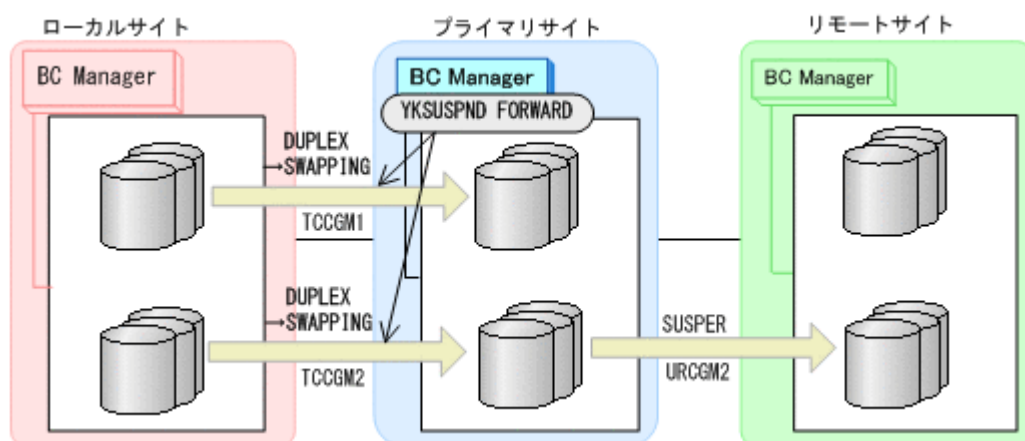 ローカルサイト
プライマリサイト
リモートサイト
BC Manager
BC Manager
BC Manager
YKSUSPND FORWARD
DUPLEX
→SWAPPING
TCCGM1
DUPLEX
→SWAPPING
TCCGM2
SUSPER
URCGM2